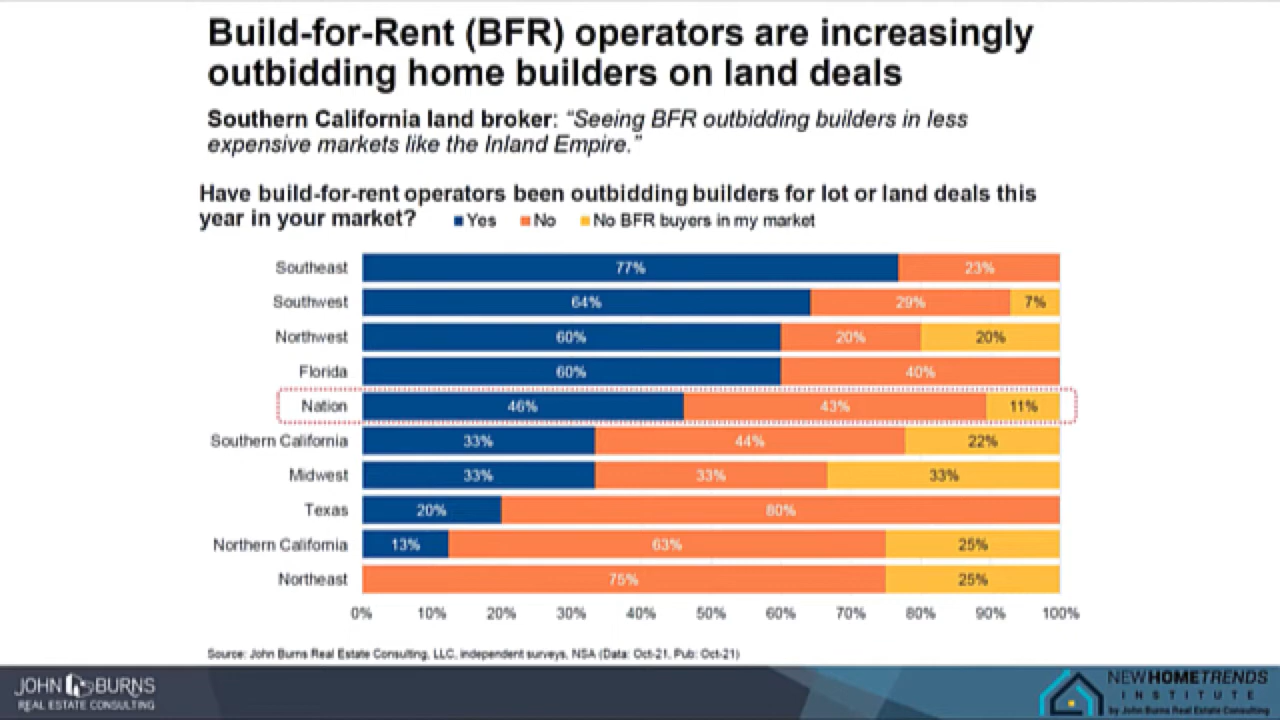 Build-for-Rent (BFR) operators are increasingly
outbidding home builders on land deals
Southern California land broker: “Seeing BFR outbidding builders in less
expensive markets like the Inland Empire.”
Have build-for-rent operators been outbidding builders for lot or land deals this
year in your market? Yes No No BFR buyers in my market
Southeast 77% 23%
Southwest 64% 29% 7%
Northwest 60% 20% 20%
Florida 60% 40%
Nation 46% 43% 11%
Southern California 33% 44% 22%
Midwest 33% 33% 33%
Texas 20% 80%
Northern California 13% 63% 25%
Northeast 75% 25%
0% 10% 20% 30% 40% 50% 60% 70% 80% 90% 100%
Source: John Burns Real Estate Consulting, LLC, independent surveys, NSA (Data: Oct-21, Pub: Oct-21)
JOHN BURNS
REAL ESTATE CONSULTING
NEWHOMETRENDS
INSTITUTE
by John Burns Real Estate Consulting